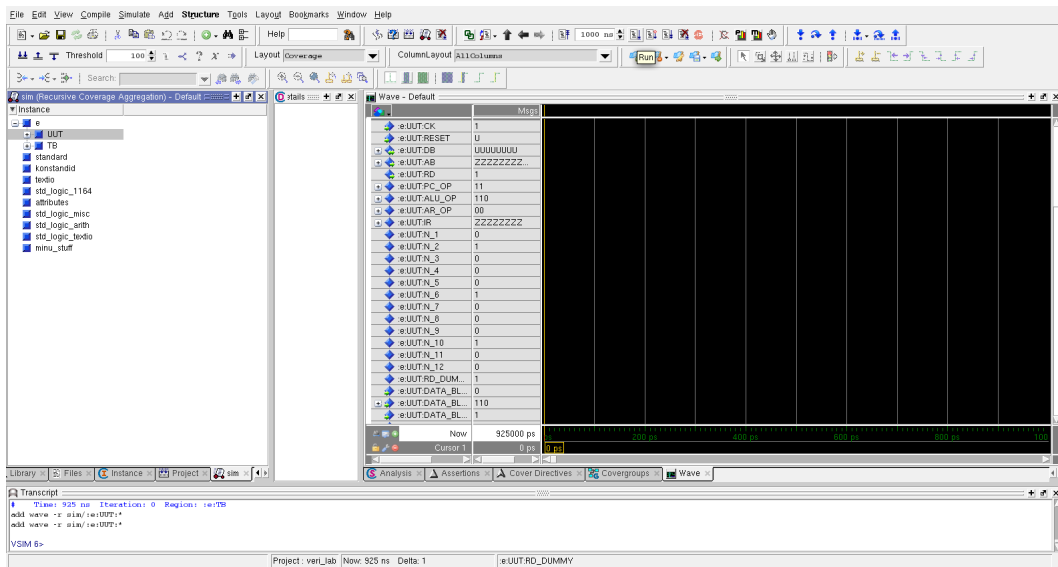 File Edit View Compile Simulate Add Structure Tools Layout Bookmarks Window Help
Help 1000 ns
Threshold 100 Layout Coverage ColumnLayout AllColumns Run
Search:
sim (Recursive Coverage Aggregation) - Default
Instance
e
UUT
TB
standard
konstandid
textio
std_logic_1164
attributes
std_logic_misc
std_logic_arith
std_logic_textio
minu_stuff
Library Files Instance Project sim
etails
Wave - Default
Msgs
:e:UUT:CK 1
:e:UUT:RESET U
:e:UUT:DB UUUUUUUU
:e:UUT:AB ZZZZZZZZ...
:e:UUT:RD 1
:e:UUT:PC_OP 11
:e:UUT:ALU_OP 110
:e:UUT:AR_OP 00
:e:UUT:IR ZZZZZZZZ
:e:UUT:N_1 0
:e:UUT:N_2 1
:e:UUT:N_3 0
:e:UUT:N_4 0
:e:UUT:N_5 0
:e:UUT:N_6 1
:e:UUT:N_7 0
:e:UUT:N_8 0
:e:UUT:N_9 0
:e:UUT:N_10 1
:e:UUT:N_11 0
:e:UUT:N_12 0
:e:UUT:RD_DUM... 1
:e:UUT:DATA_BL... 0
:e:UUT:DATA_BL... 110
:e:UUT:DATA_BL... 1
Now 925000 ps
Cursor 1 0 ps
ps 200 ps 400 ps 600 ps 800 ps 100
0 ps
Analysis Assertions Cover Directives Covergroups Wave
Transcript
# Time: 925 ns Iteration: 0 Region: :e:TB
add wave -r sim/:e:UUT:*
add wave -r sim/:e:UUT:*
VSIM 6>
Project : veri_lab Now: 925 ns Delta: 1 :e:UUT:RD_DUMMY